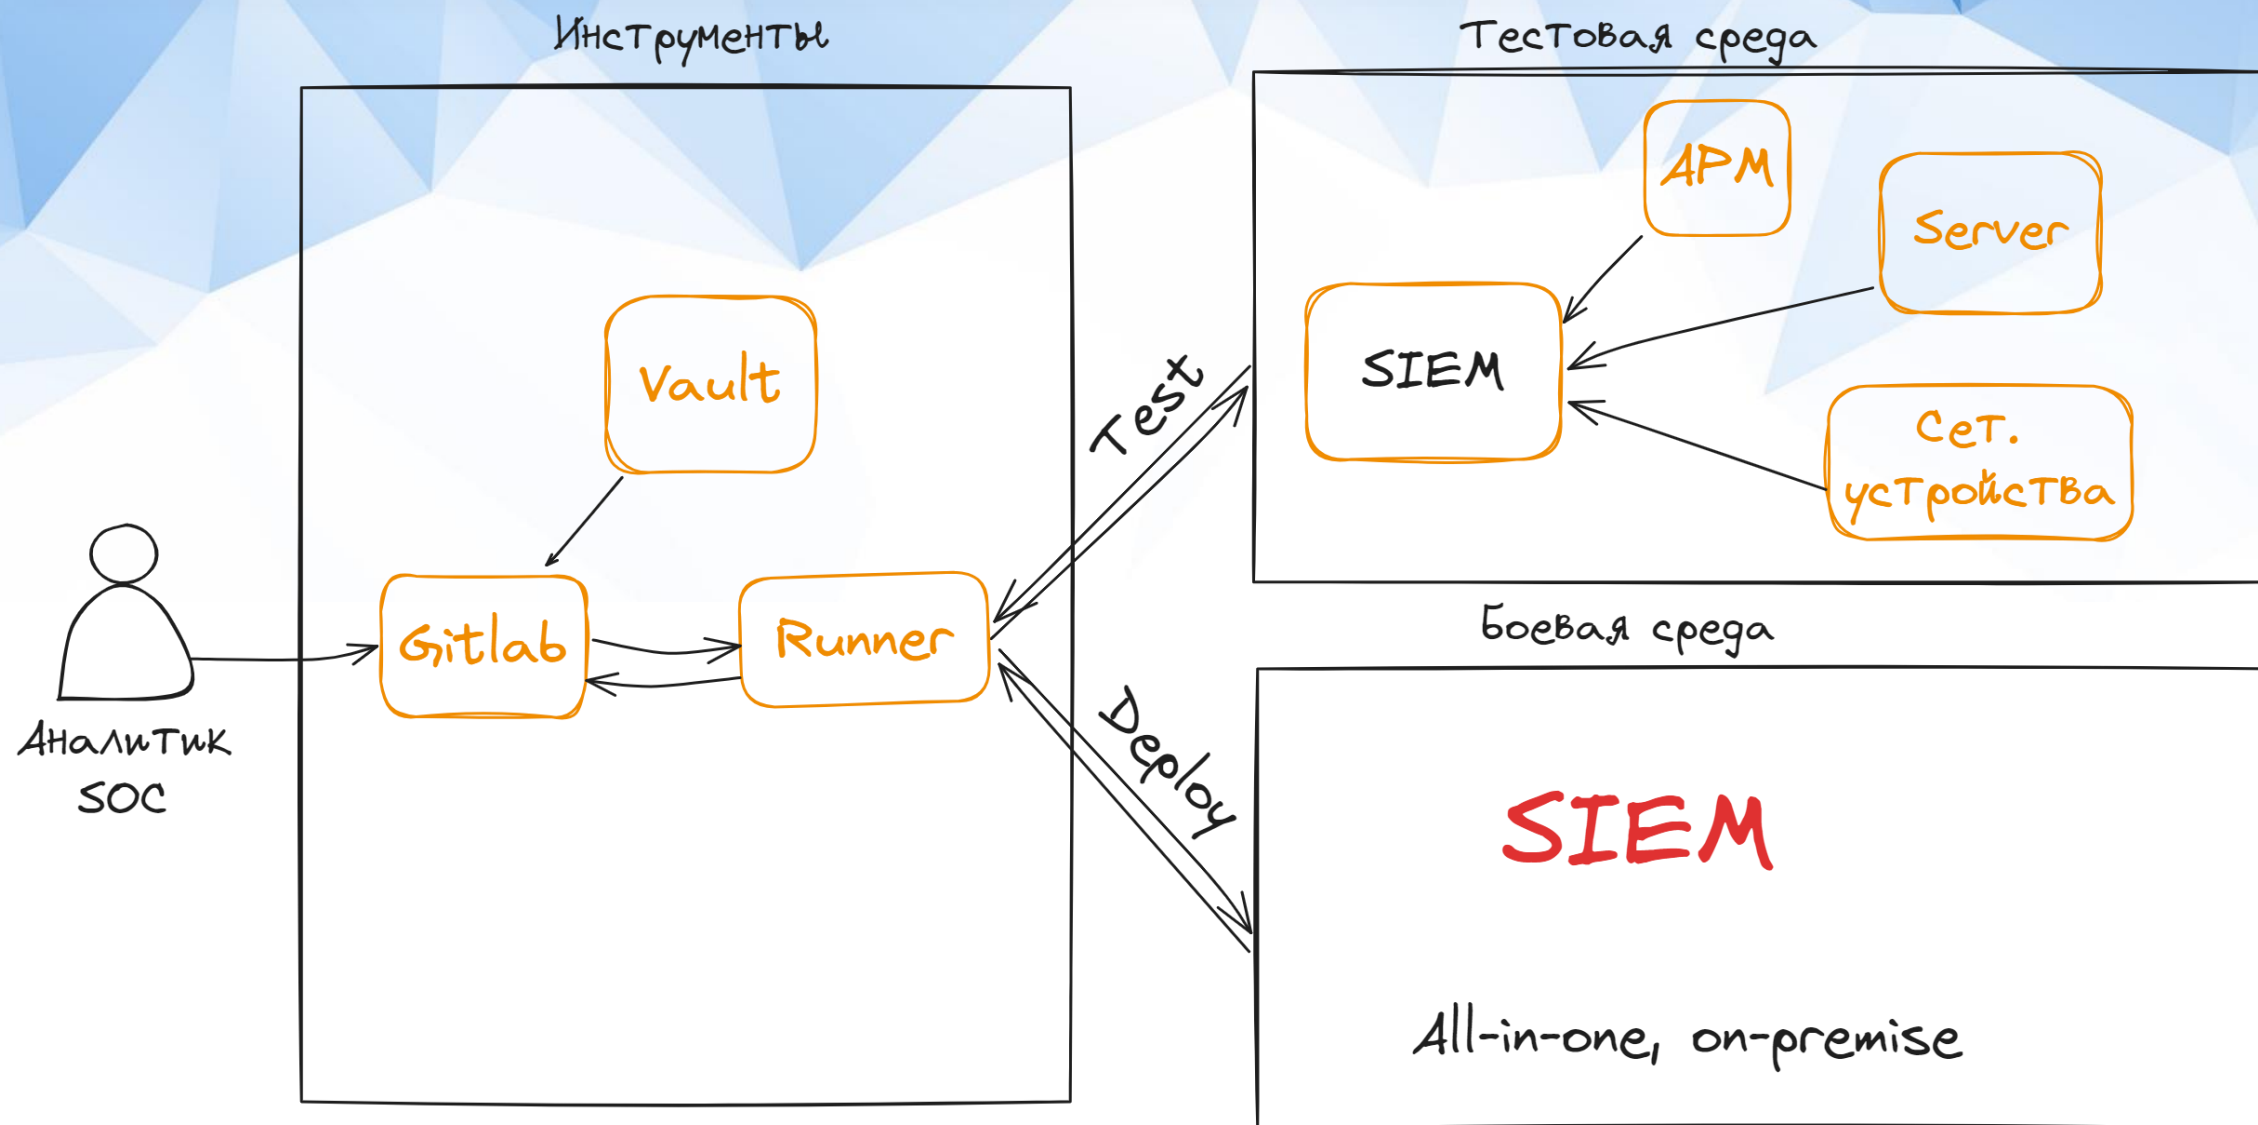 Инструменты
Vault
Gitlab
Runner
Аналитик
SOC
Test
Deploy
Тестовая среда
АРМ
Server
SIEM
Сет.
устройства
Боевая среда
SIEM
All-in-one, on-premise